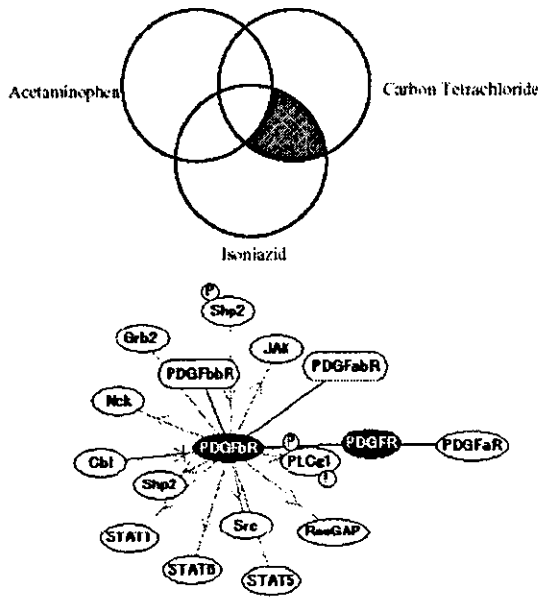 Acetaminophen
Carbon Tetrachloride
Isoniazid
P
Shp2
Grb2
JAK
PDGFbbR
PDGFabR
Nck
P
PDGFbR
PDGFR
PDGFaR
Cbl
PLCg1
Shp2
Src
RasGAP
STAT1
STAT6
STAT5